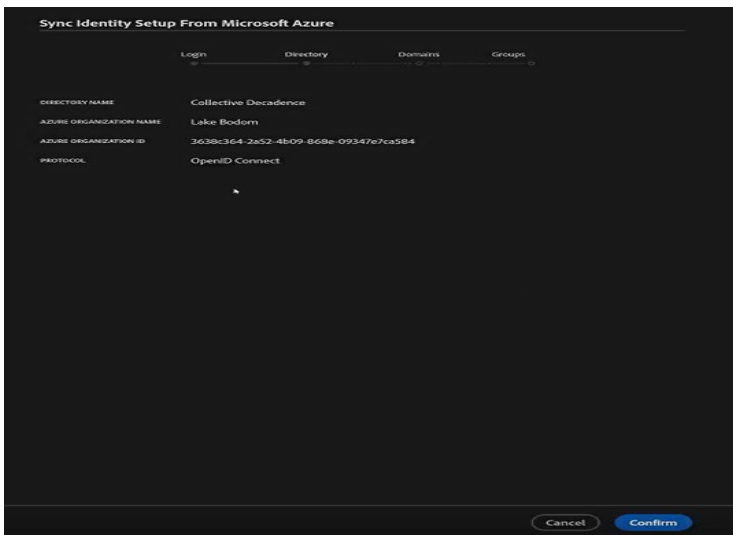 Sync Identity Setup From Microsoft Azure
Login Directory Domains Groups
DIRECTORY NAME Collective Decadence
AZURE ORGANIZATION NAME Lake Bodom
AZURE ORGANIZATION ID 3638c364-2a52-4b09-868e-09347e7ca584
PROTOCOL OpenID Connect
Cancel Confirm